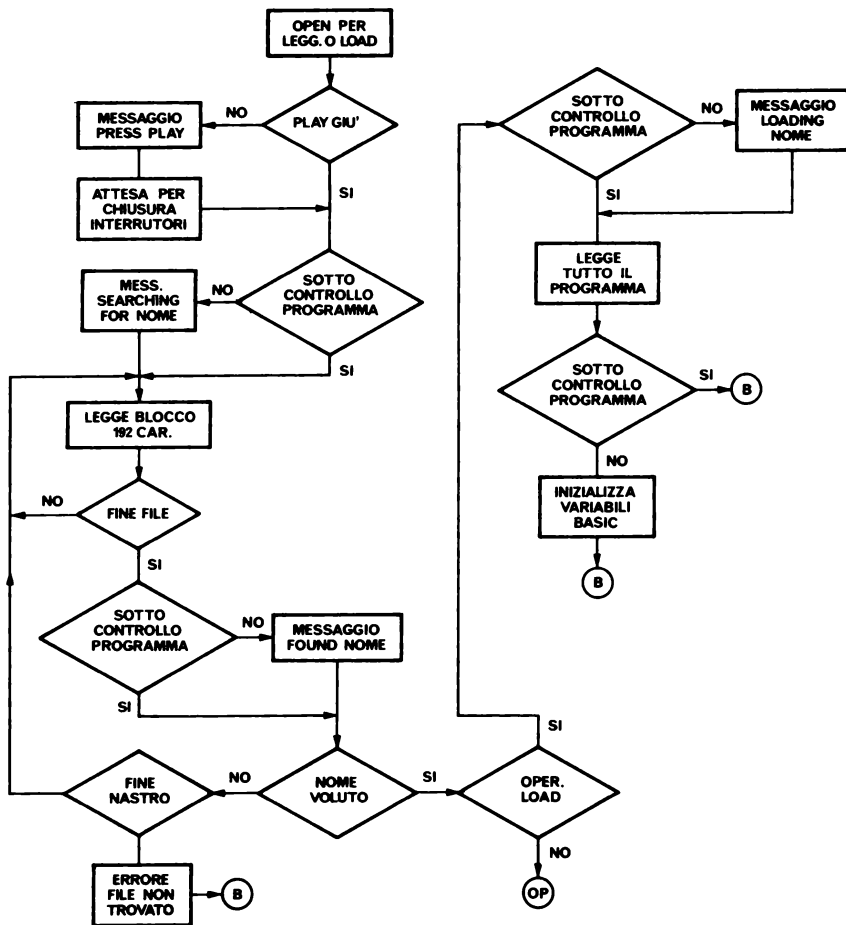 OPEN PER
LEGG. O LOAD
PLAY GIU'
NO
MESSAGGIO
PRESS PLAY
ATTESA PER
CHIUSURA
INTERRUTORI
SI
SOTTO
CONTROLLO
PROGRAMMA
NO
MESS.
SEARCHING
FOR NOME
SI
LEGGE BLOCCO
192 CAR.
FINE FILE
NO
SI
SOTTO
CONTROLLO
PROGRAMMA
NO
MESSAGGIO
FOUND NOME
SI
NOME
VOLUTO
NO
FINE
NASTRO
ERRORE
FILE NON
TROVATO
B
SI
OPER.
LOAD
SI
NO
OP
SOTTO
CONTROLLO
PROGRAMMA
NO
MESSAGGIO
LOADING
NOME
SI
LEGGE
TUTTO IL
PROGRAMMA
SOTTO
CONTROLLO
PROGRAMMA
SI
B
NO
INIZIALIZZA
VARIABILI
BASIC
B